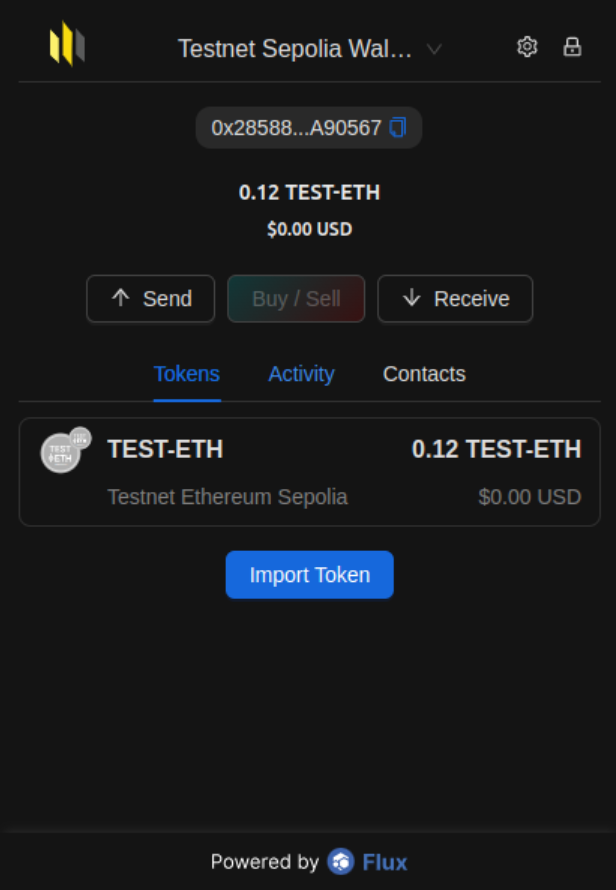 Testnet Sepolia Wal...
0x28588...A90567
0.12 TEST-ETH
$0.00 USD
Send
Buy / Sell
Receive
Tokens Activity Contacts
TEST ETH
TEST-ETH 0.12 TEST-ETH
Testnet Ethereum Sepolia $0.00 USD
Import Token
Powered by Flux